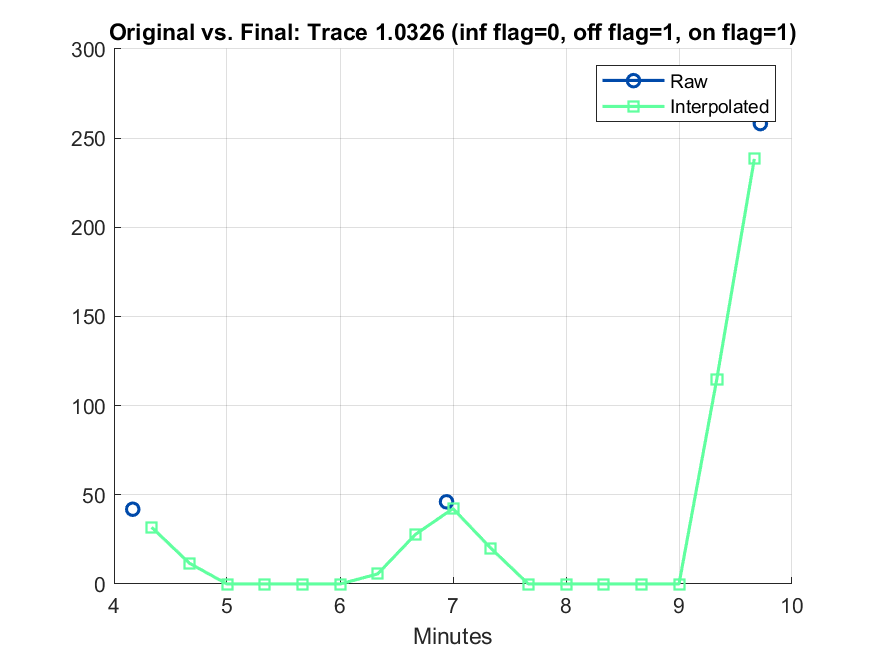 Original vs. Final: Trace 1.0326 (inf flag=0, off flag=1, on flag=1)
300
Raw
Interpolated
250
200
150
100
50
0
4 5 6 7 8 9 10
Minutes